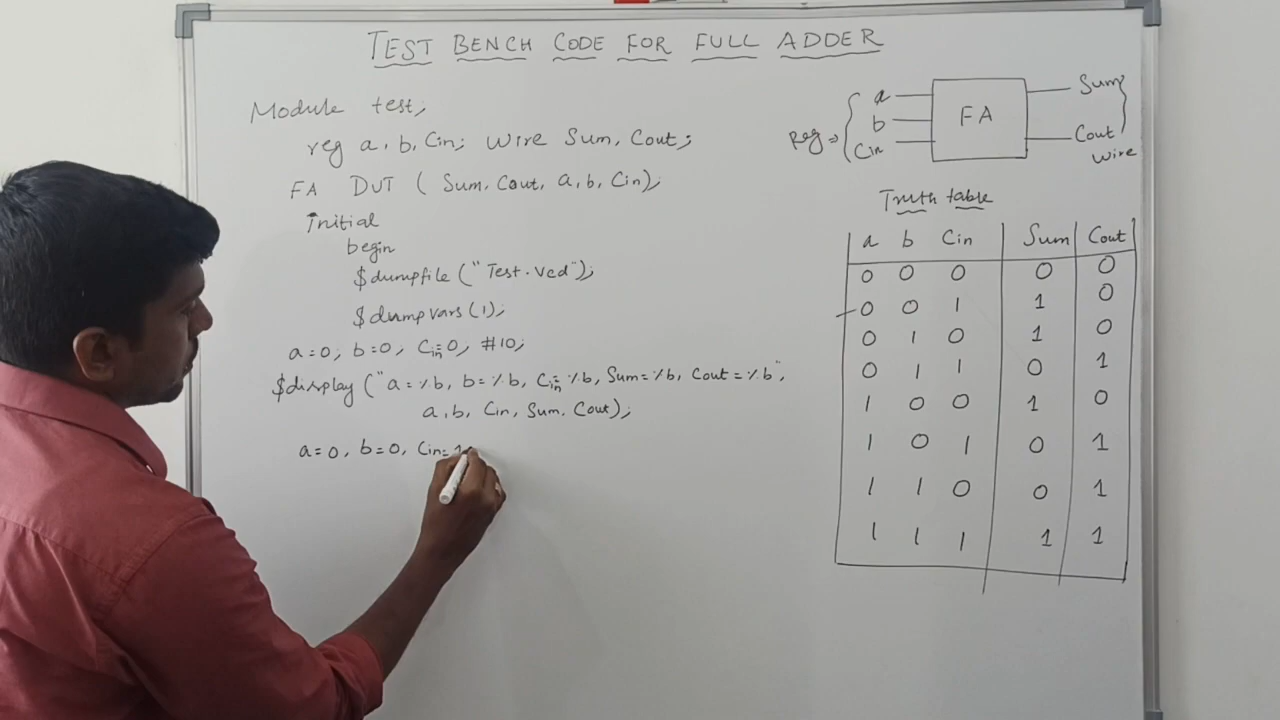 TEST BENCH CODE FOR FULL ADDER
Module test;
reg a, b, Cin; wire Sum, Cout;
FA DUT ( Sum, Cout, a, b, Cin);
Initial
begin
$dumpfile ("Test.vcd");
$dumpvars (1);
a=0; b=0, Cin=0, #10;
$display ("a=%b, b=%b, Cin=%b, Sum=%b, Cout=%b",
a, b, Cin, Sum, Cout);
a=0, b=0, Cin=1
reg
a
b
Cin
FA
Sum
Cout
wire
Truth table
a b Cin Sum Cout
0 0 0 0 0
0 0 1 1 0
0 1 0 1 0
0 1 1 0 1
1 0 0 1 0
1 0 1 0 1
1 1 0 0 1
1 1 1 1 1